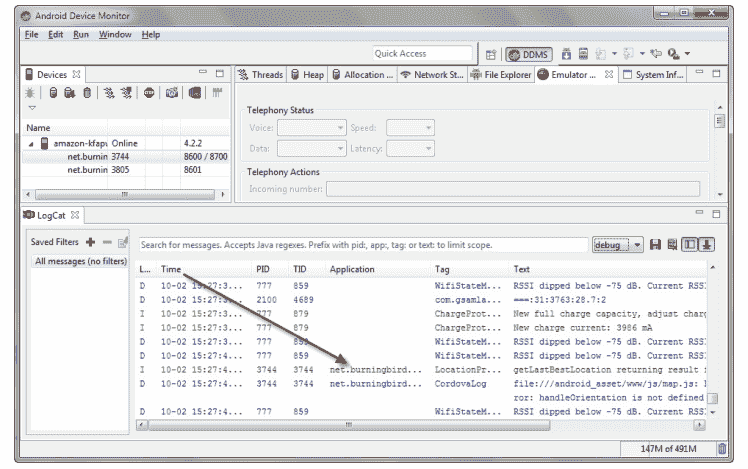 Android Device Monitor
File Edit Run Window Help
Quick Access
DDMS
Devices
Threads Heap Allocation ... Network St... File Explorer Emulator ... System Inf...
Name
amazon-kfapu Online 4.2.2
net.burnin 3744 8600 / 8700
net.burnin 3805 8601
Telephony Status
Voice: Speed:
Data: Latency:
Telephony Actions
Incoming number:
LogCat
Saved Filters
All messages (no filters)
Search for messages. Accepts Java regexes. Prefix with pid:, app:, tag: or text: to limit scope.
debug
L... Time PID TID Application Tag Text
D 10-02 15:27:3... 777 859 WifiStateM... RSSI dipped below -75 dB. Current RSS
D 10-02 15:27:3... 2100 4689 com.gsamla... ===:31:3763:28.7:2
I 10-02 15:27:3... 777 879 ChargeProt... New full charge capacity, adjust charg
I 10-02 15:27:3... 777 879 ChargeProt... New charge current: 3986 mA
D 10-02 15:27:3... 777 859 WifiStateM... RSSI dipped below -75 dB. Current RSS
D 10-02 15:27:4... 777 859 WifiStateM... RSSI dipped below -75 dB. Current RSS
I 10-02 15:27:4... 3744 3744 net.burningbird... LocationPr... getLastBestLocation returning result
D 10-02 15:27:4... 3744 3744 net.burningbird... CordovaLog file:///android_asset/www/js/map.js:
ror: handleOrientation is not defined
D 10-02 15:27:4... 777 859 WifiStateM... RSSI dipped below -75 dB. Current RSS
147M of 491M